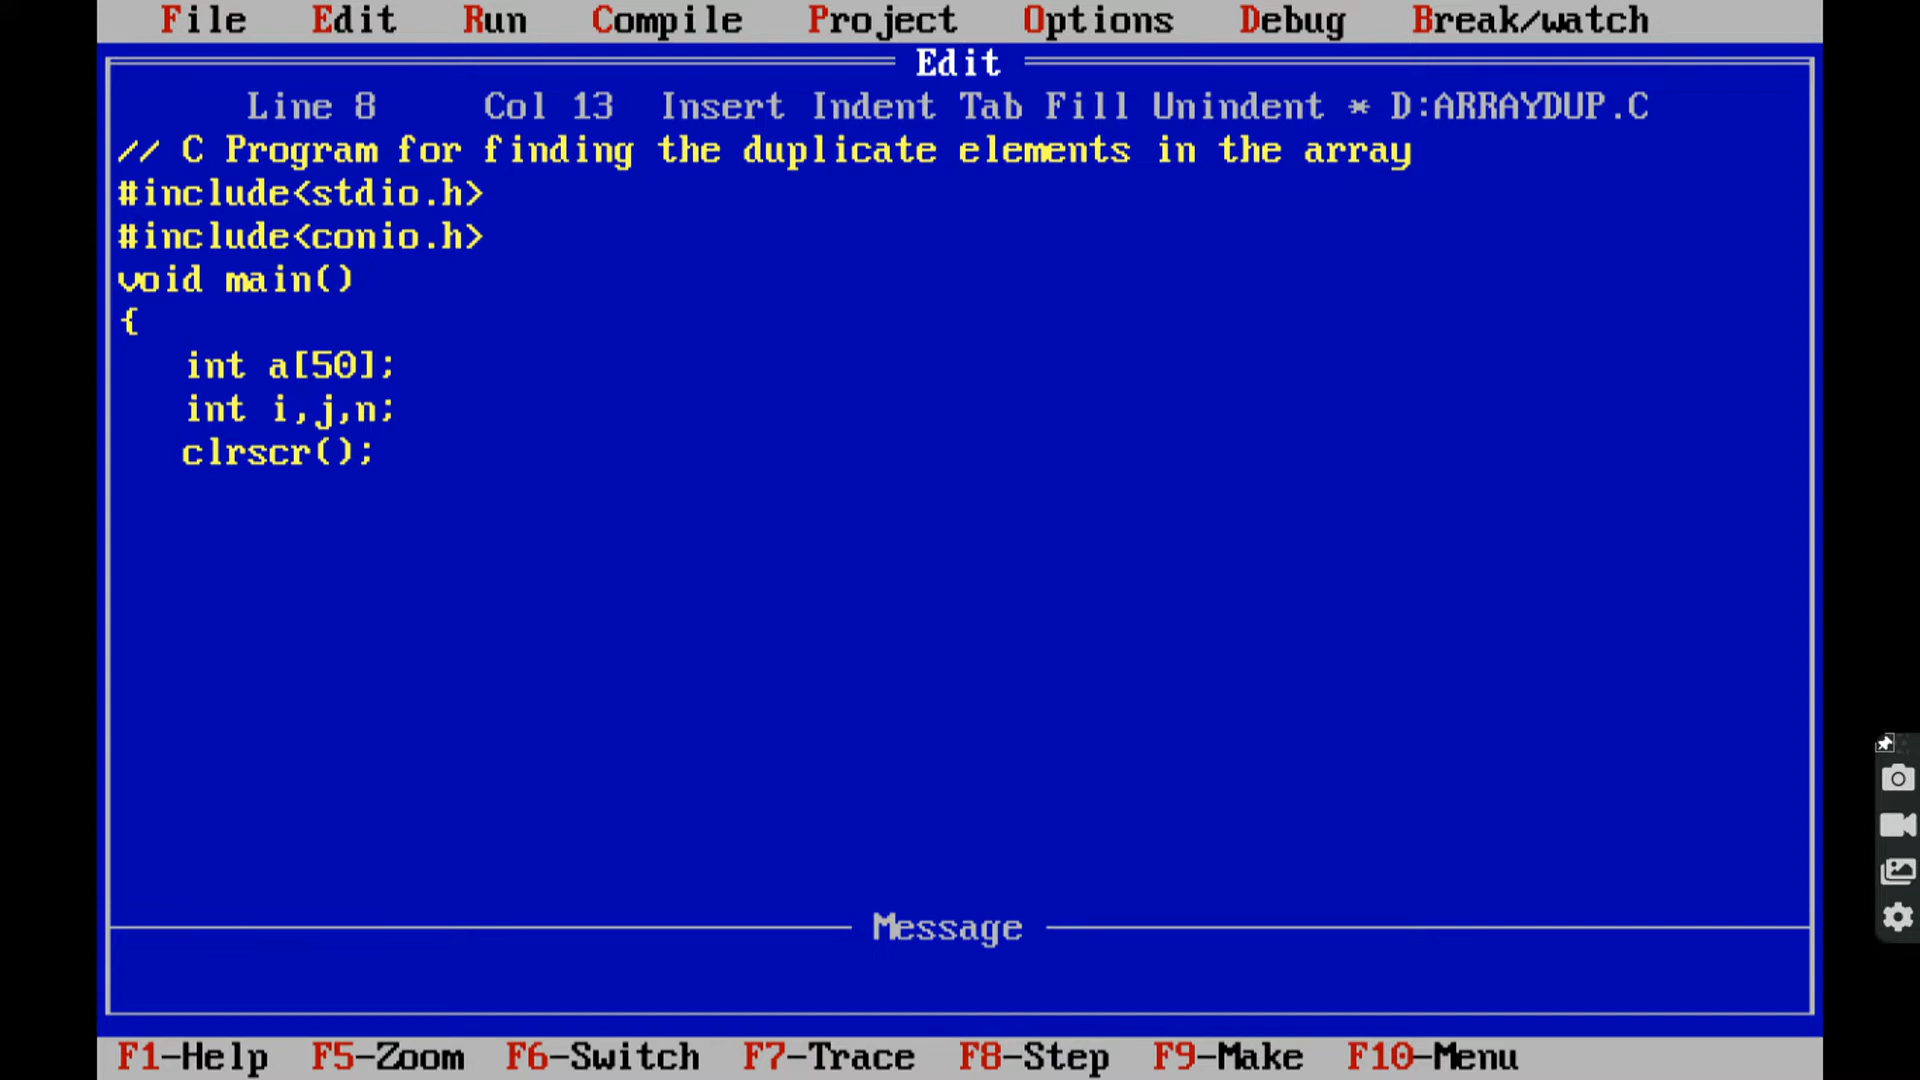 File Edit Run Compile Project Options Debug Break/watch
Edit
Line 8 Col 13 Insert Indent Tab Fill Unindent * D:ARRAYDUP.C
// C Program for finding the duplicate elements in the array
#include<stdio.h>
#include<conio.h>
void main()
{
int a[50];
int i,j,n;
clrscr();
Message
F1-Help F5-Zoom F6-Switch F7-Trace F8-Step F9-Make F10-Menu